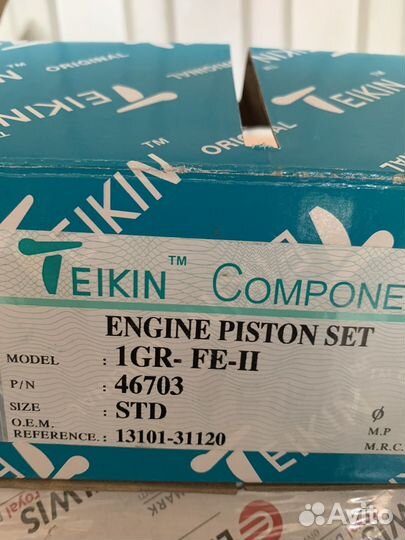 ORIGINAL
TEIKIN
TEIKIN
ORIGINAL
TEIKIN™
TEIKIN™ COMPONE
ENGINE PISTON SET
MODEL : 1GR- FE-II
P/N : 46703
SIZE : STD Ø
O.E.M. M.P
REFERENCE. : 13101-31120 M.R.C.
Avito